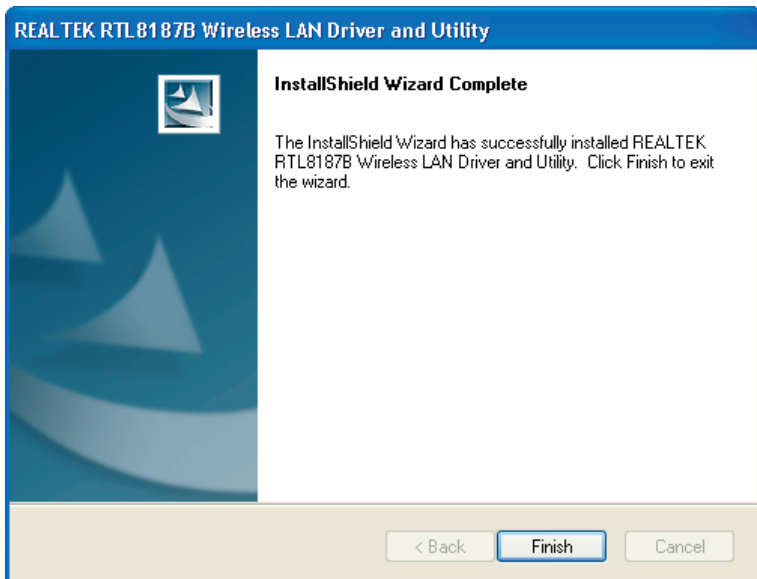 REALTEK RTL8187B Wireless LAN Driver and Utility
InstallShield Wizard Complete
The InstallShield Wizard has successfully installed REALTEK
RTL8187B Wireless LAN Driver and Utility. Click Finish to exit
the wizard.
< Back
Finish
Cancel